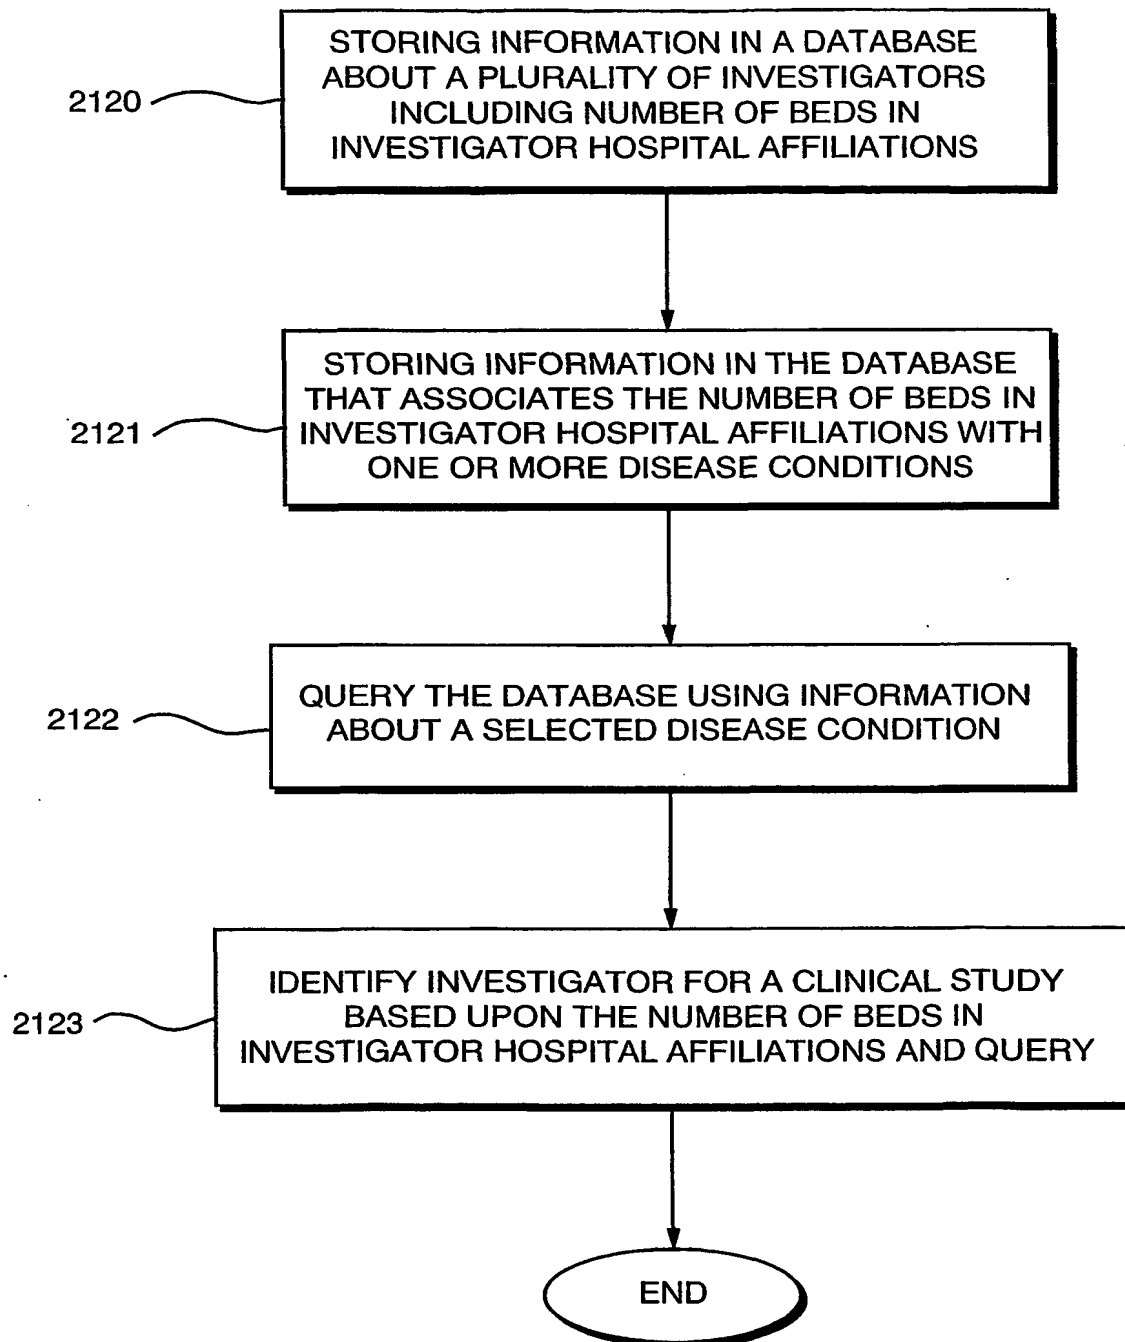 2120
STORING INFORMATION IN A DATABASE
ABOUT A PLURALITY OF INVESTIGATORS
INCLUDING NUMBER OF BEDS IN
INVESTIGATOR HOSPITAL AFFILIATIONS
2121
STORING INFORMATION IN THE DATABASE
THAT ASSOCIATES THE NUMBER OF BEDS IN
INVESTIGATOR HOSPITAL AFFILIATIONS WITH
ONE OR MORE DISEASE CONDITIONS
2122
QUERY THE DATABASE USING INFORMATION
ABOUT A SELECTED DISEASE CONDITION
2123
IDENTIFY INVESTIGATOR FOR A CLINICAL STUDY
BASED UPON THE NUMBER OF BEDS IN
INVESTIGATOR HOSPITAL AFFILIATIONS AND QUERY
END